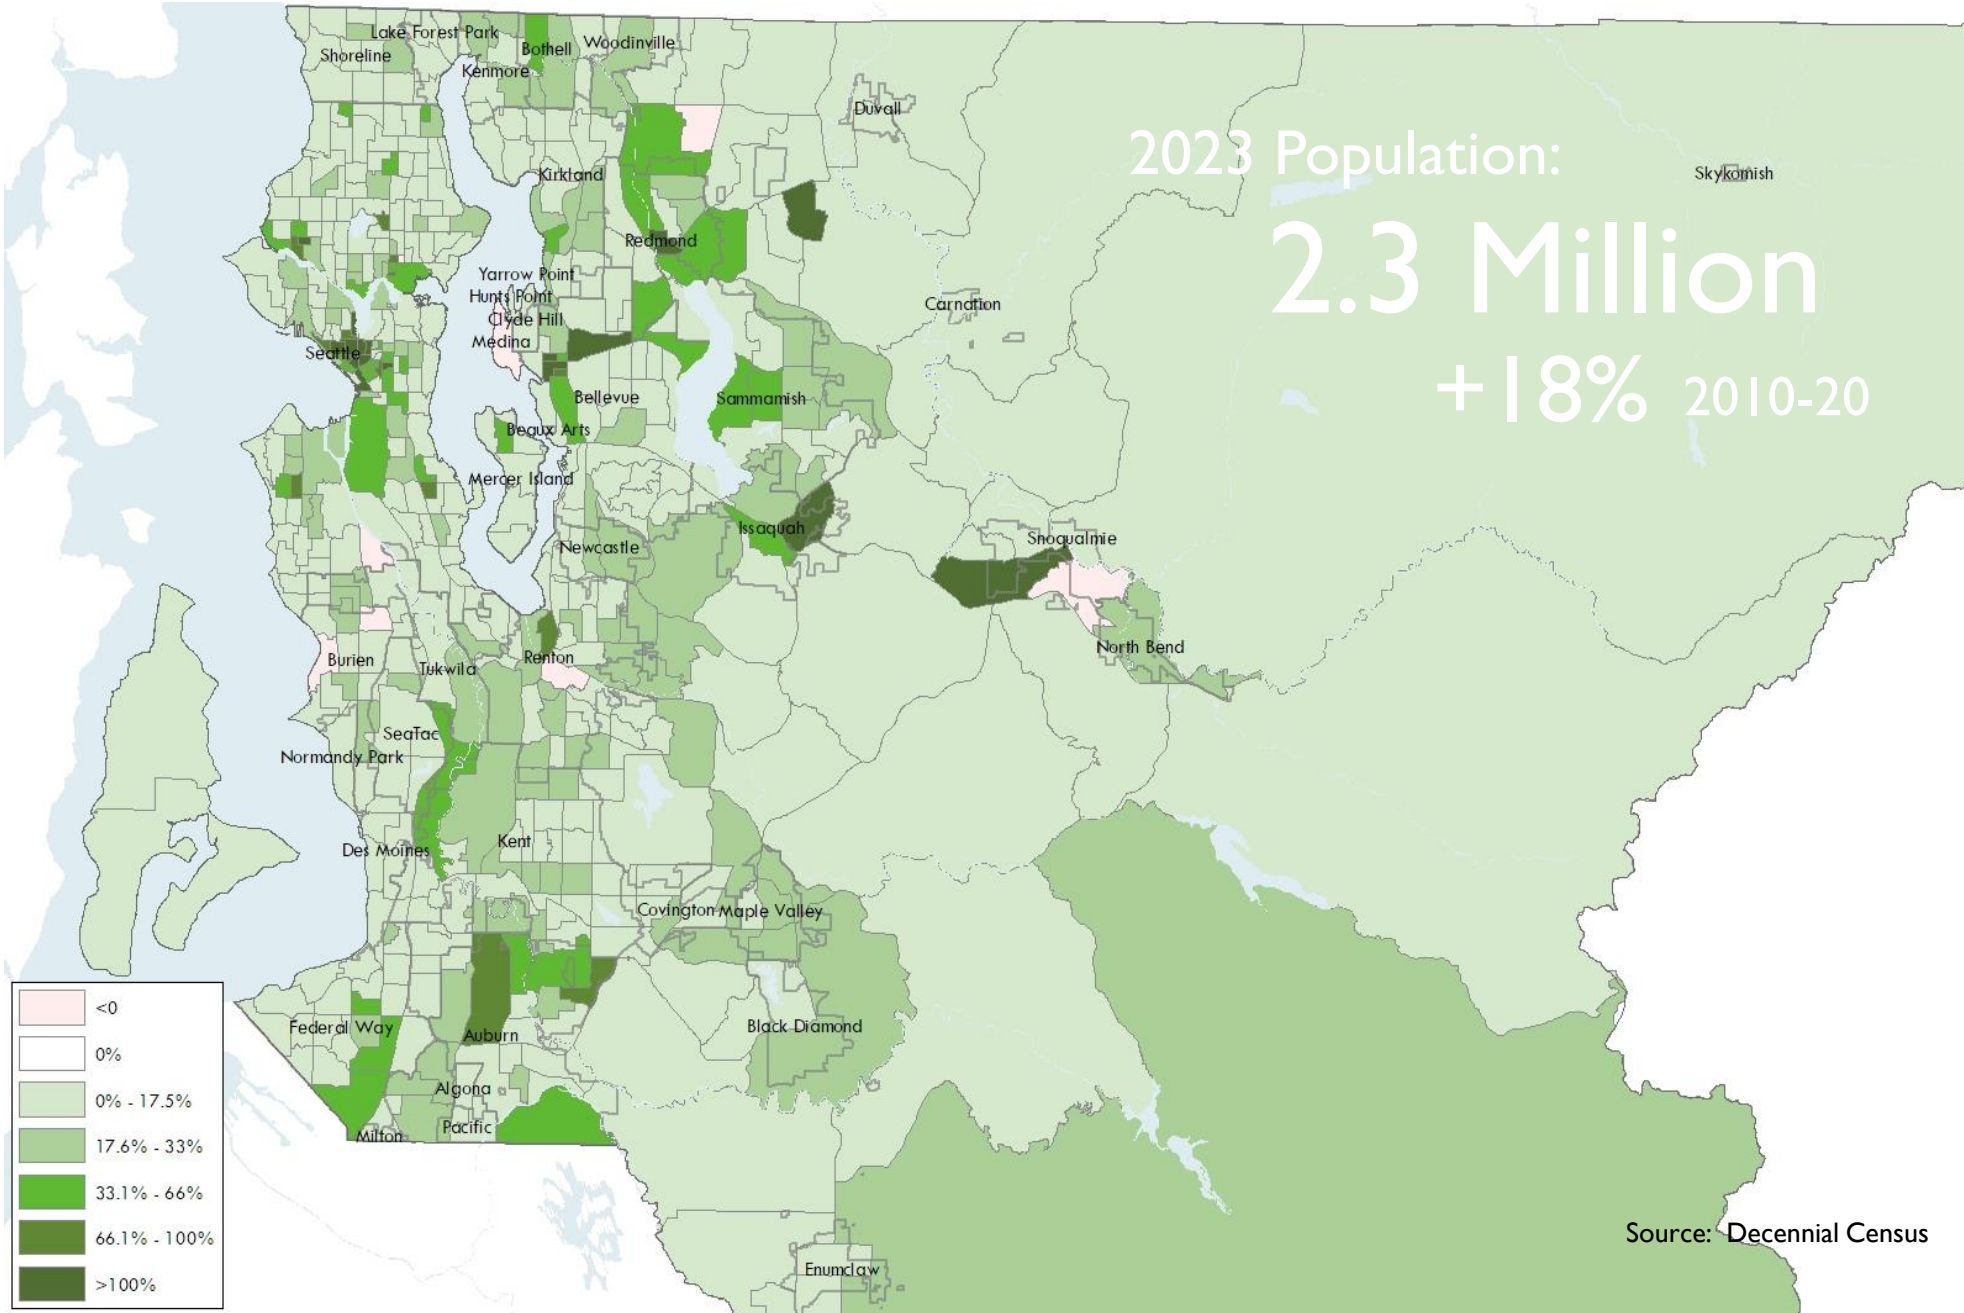 Lake Forest Park
Shoreline
Bothell
Woodinville
Kenmore
Duvall
2023 Population:
Kirkland
Skykomish
Redmond
2.3 Million
Yarrow Point
Hunts Point
Clyde Hill
Medina
Carnation
Seattle
+18% 2010-20
Bellevue
Sammamish
Beaux Arts
Mercer Island
Issaquah
Newcastle
Snoqualmie
North Bend
Burien
Tukwila
Renton
SeaTac
Normandy Park
Kent
Des Moines
Covington
Maple Valley
Federal Way
Auburn
Black Diamond
Algona
Pacific
Milton
Enumclaw
<0
0%
0% - 17.5%
17.6% - 33%
33.1% - 66%
66.1% - 100%
>100%
Source: Decennial Census